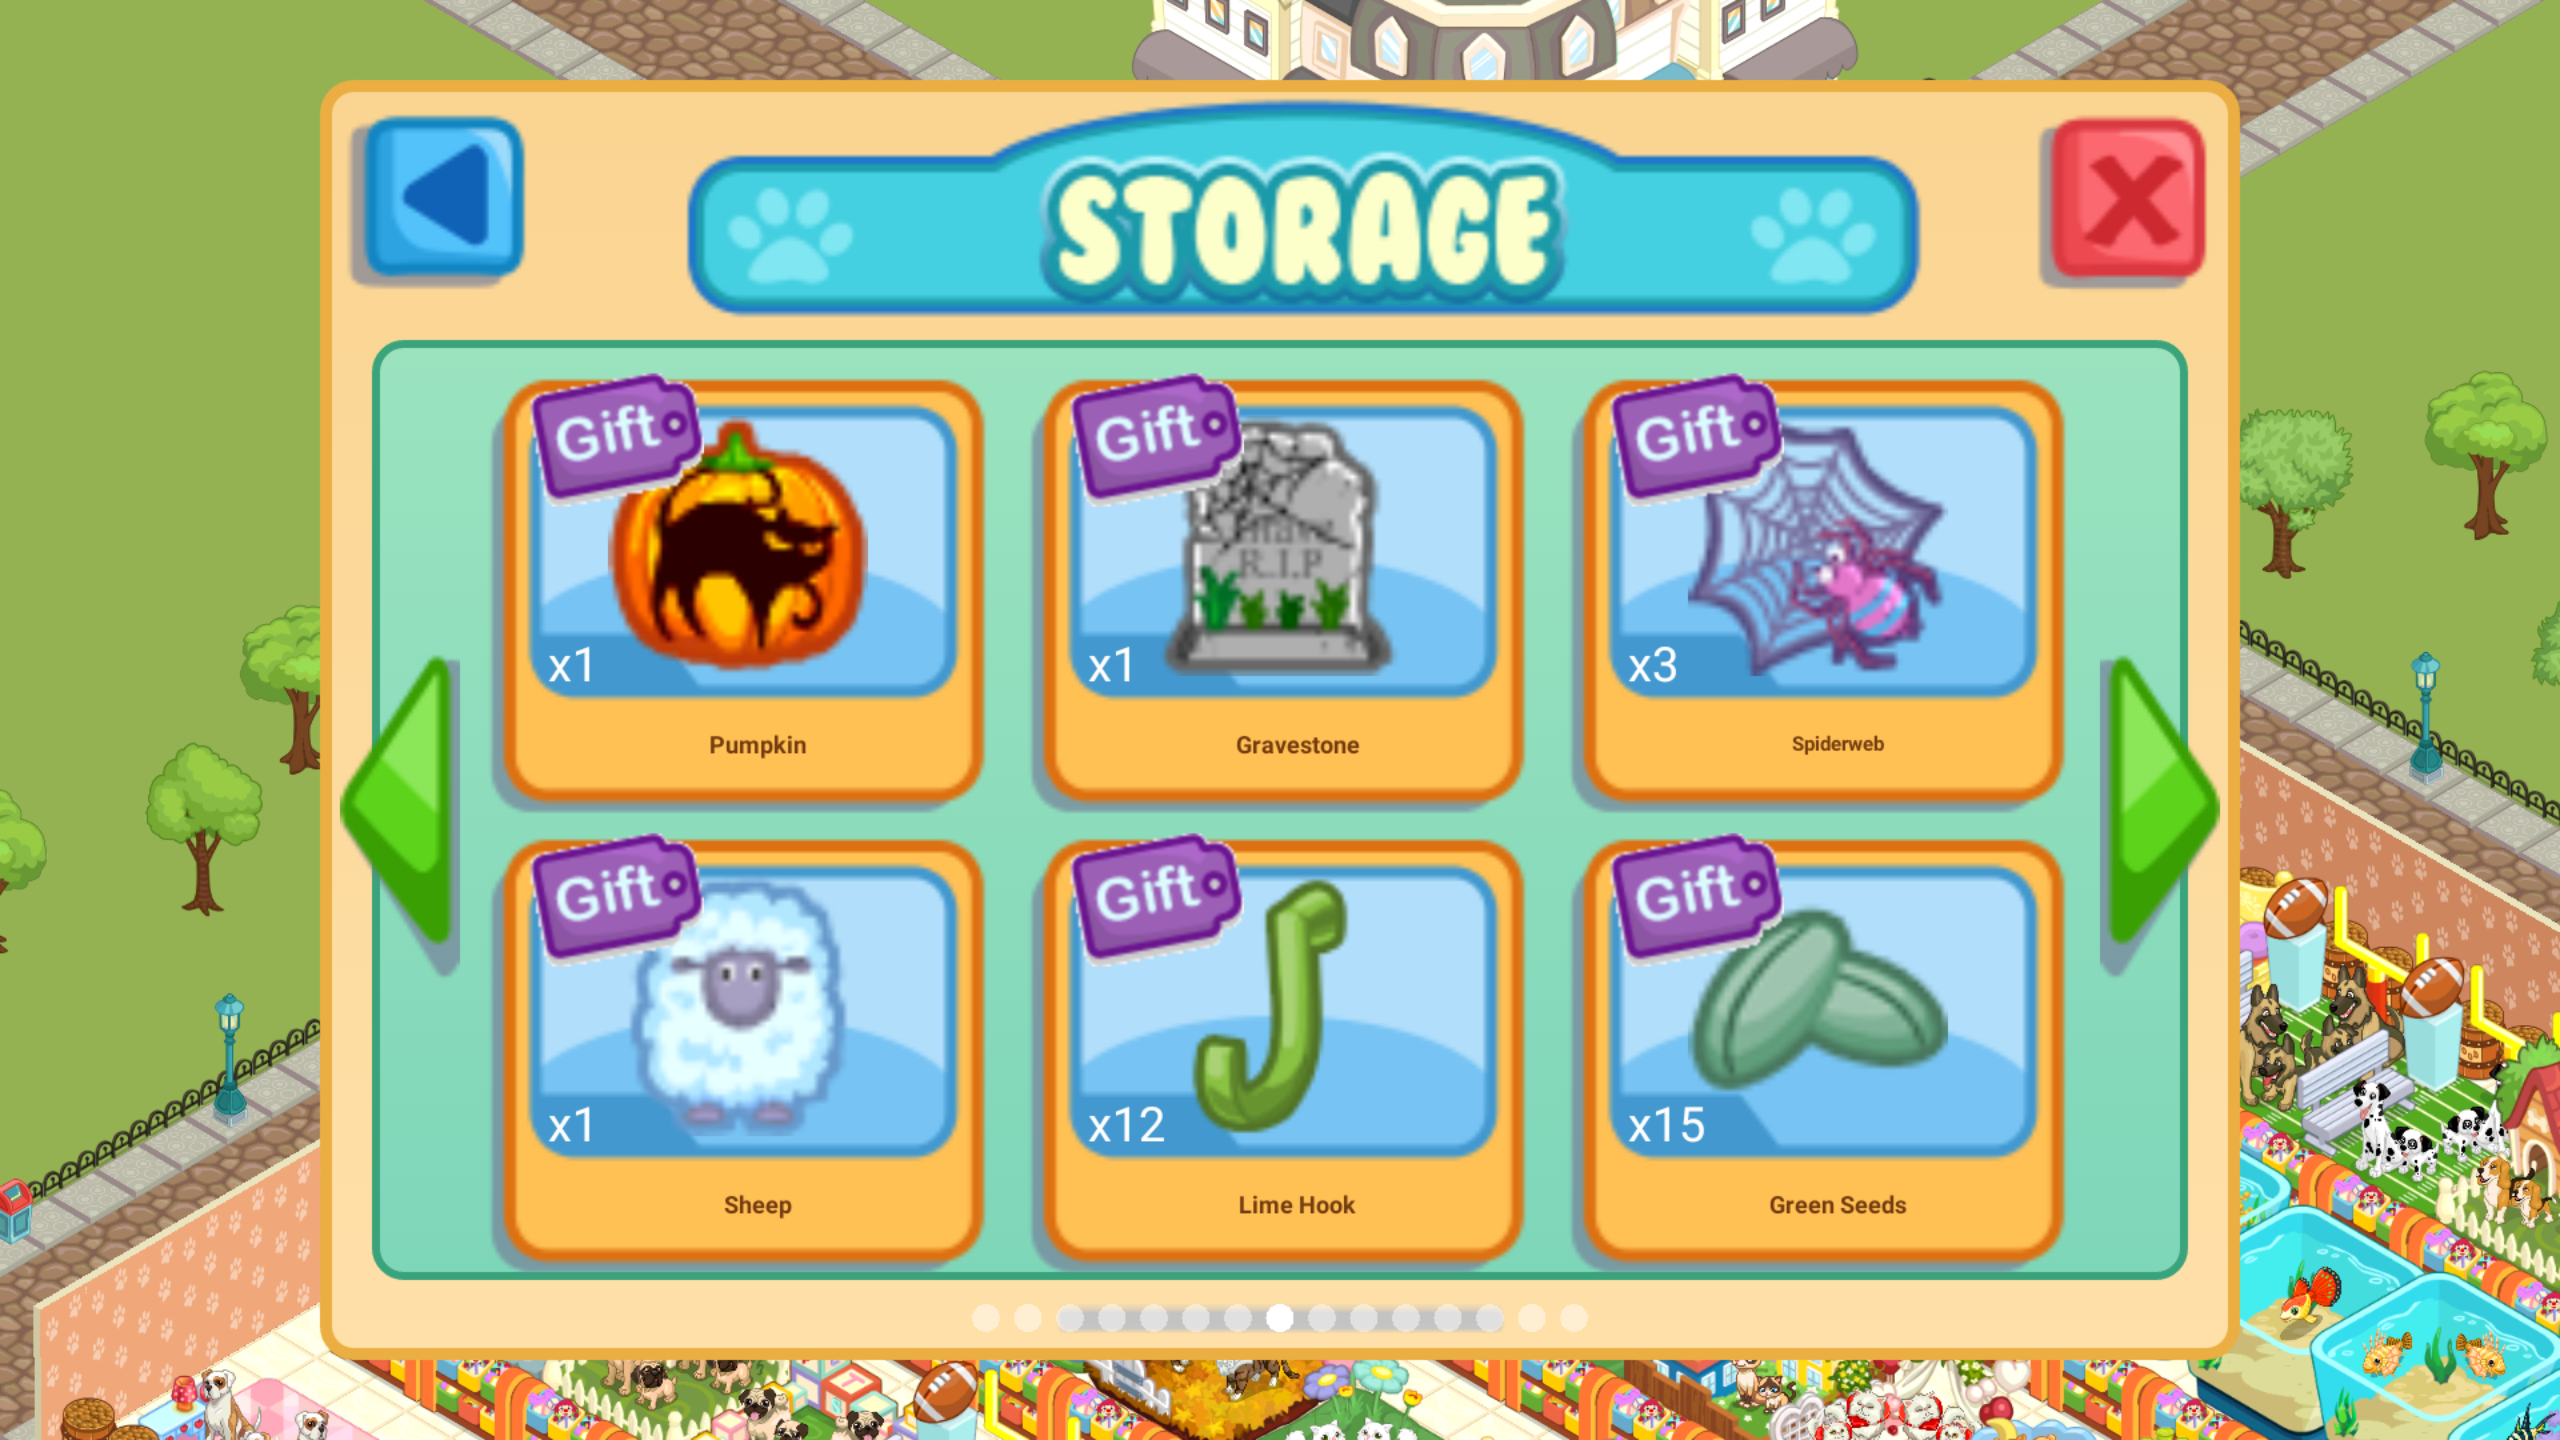 STORAGE
Gift
x1
Pumpkin
Gift
R.I.P
x1
Gravestone
Gift
x3
Spiderweb
Gift
x1
Sheep
Gift
x12
Lime Hook
Gift
x15
Green Seeds